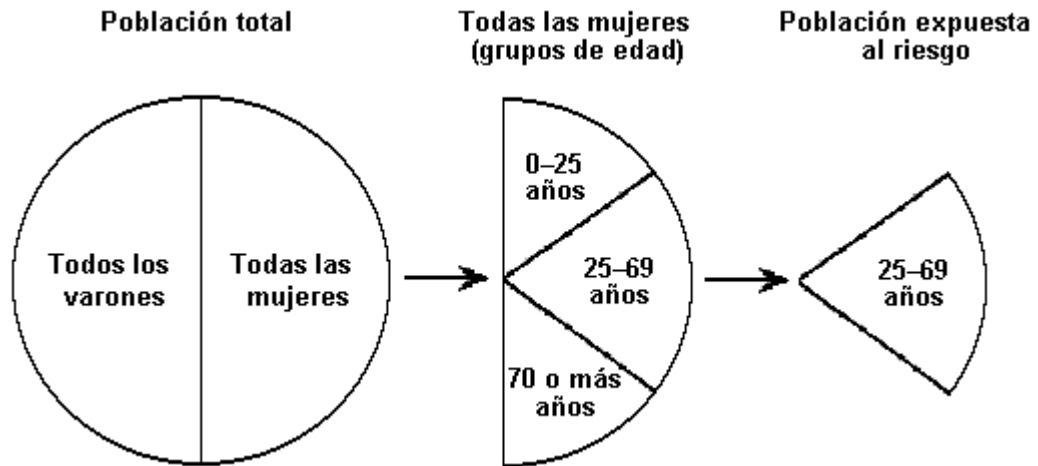 Población total
Todas las mujeres
(grupos de edad)
Población expuesta
al riesgo
Todos los
varones
Todas las
mujeres
0–25
años
25–69
años
70 o más
años
25–69
años